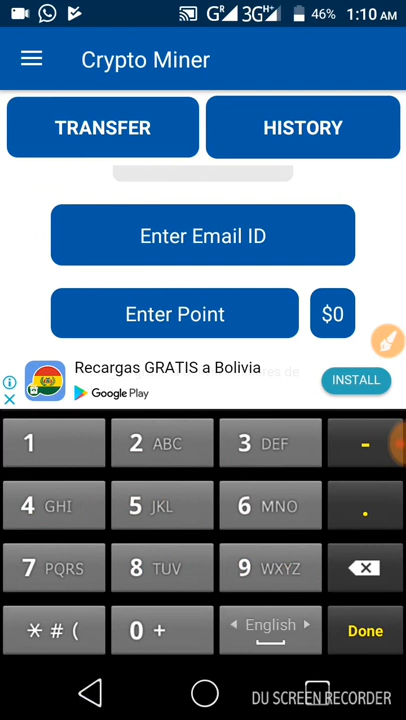 G R 3G H+ 46% 1:10 AM
Crypto Miner
TRANSFER HISTORY
Enter Email ID
Enter Point $0
Recargas GRATIS a Bolivia
res de
Google Play
INSTALL
1 2 ABC 3 DEF -
4 GHI 5 JKL 6 MNO .
7 PQRS 8 TUV 9 WXYZ
* # ( 0 + English Done
DU SCREEN RECORDER